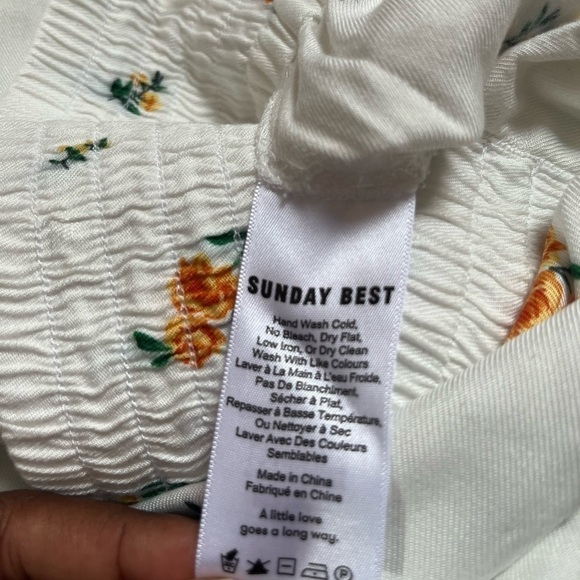 SUNDAY BEST
Hand Wash Cold,
No Bleach, Dry Flat,
Low Iron, Or Dry Clean
Wash With Like Colours
Laver à La Main à L'eau Froide,
Pas De Blanchiment,
Sécher à Plat,
Repasser à Basse Température,
Ou Nettoyer à Sec
Laver Avec Des Couleurs
Semblables
Made in China
Fabriqué en Chine
A little love
goes a long way.
P